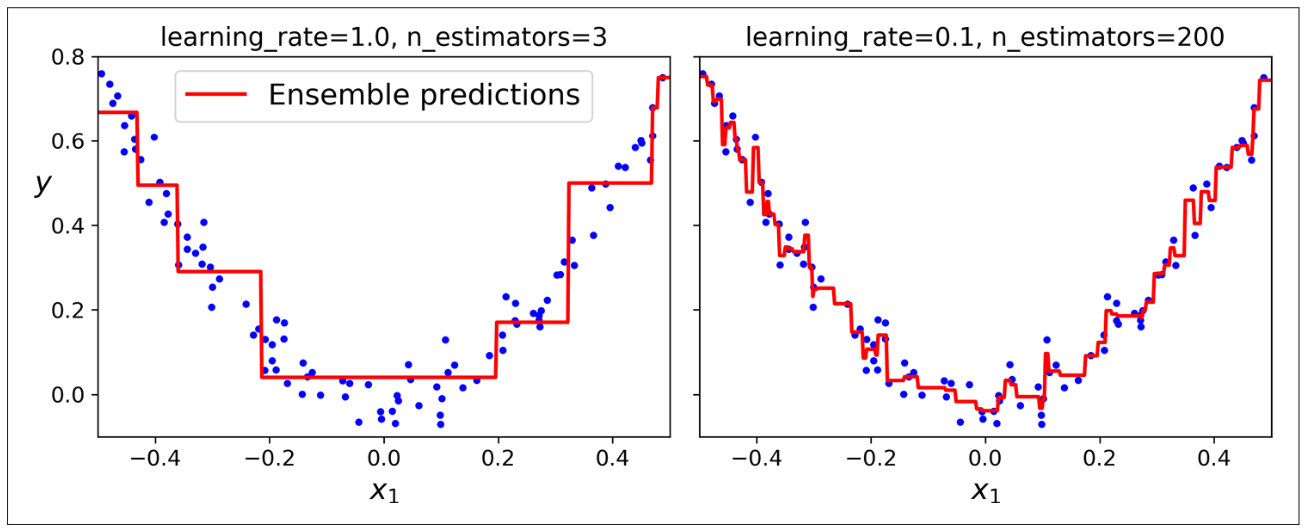 learning_rate=1.0, n_estimators=3
Ensemble predictions
0.8
0.6
0.4
0.2
0.0
y
−0.4 −0.2 0.0 0.2 0.4
x₁
learning_rate=0.1, n_estimators=200
−0.4 −0.2 0.0 0.2 0.4
x₁